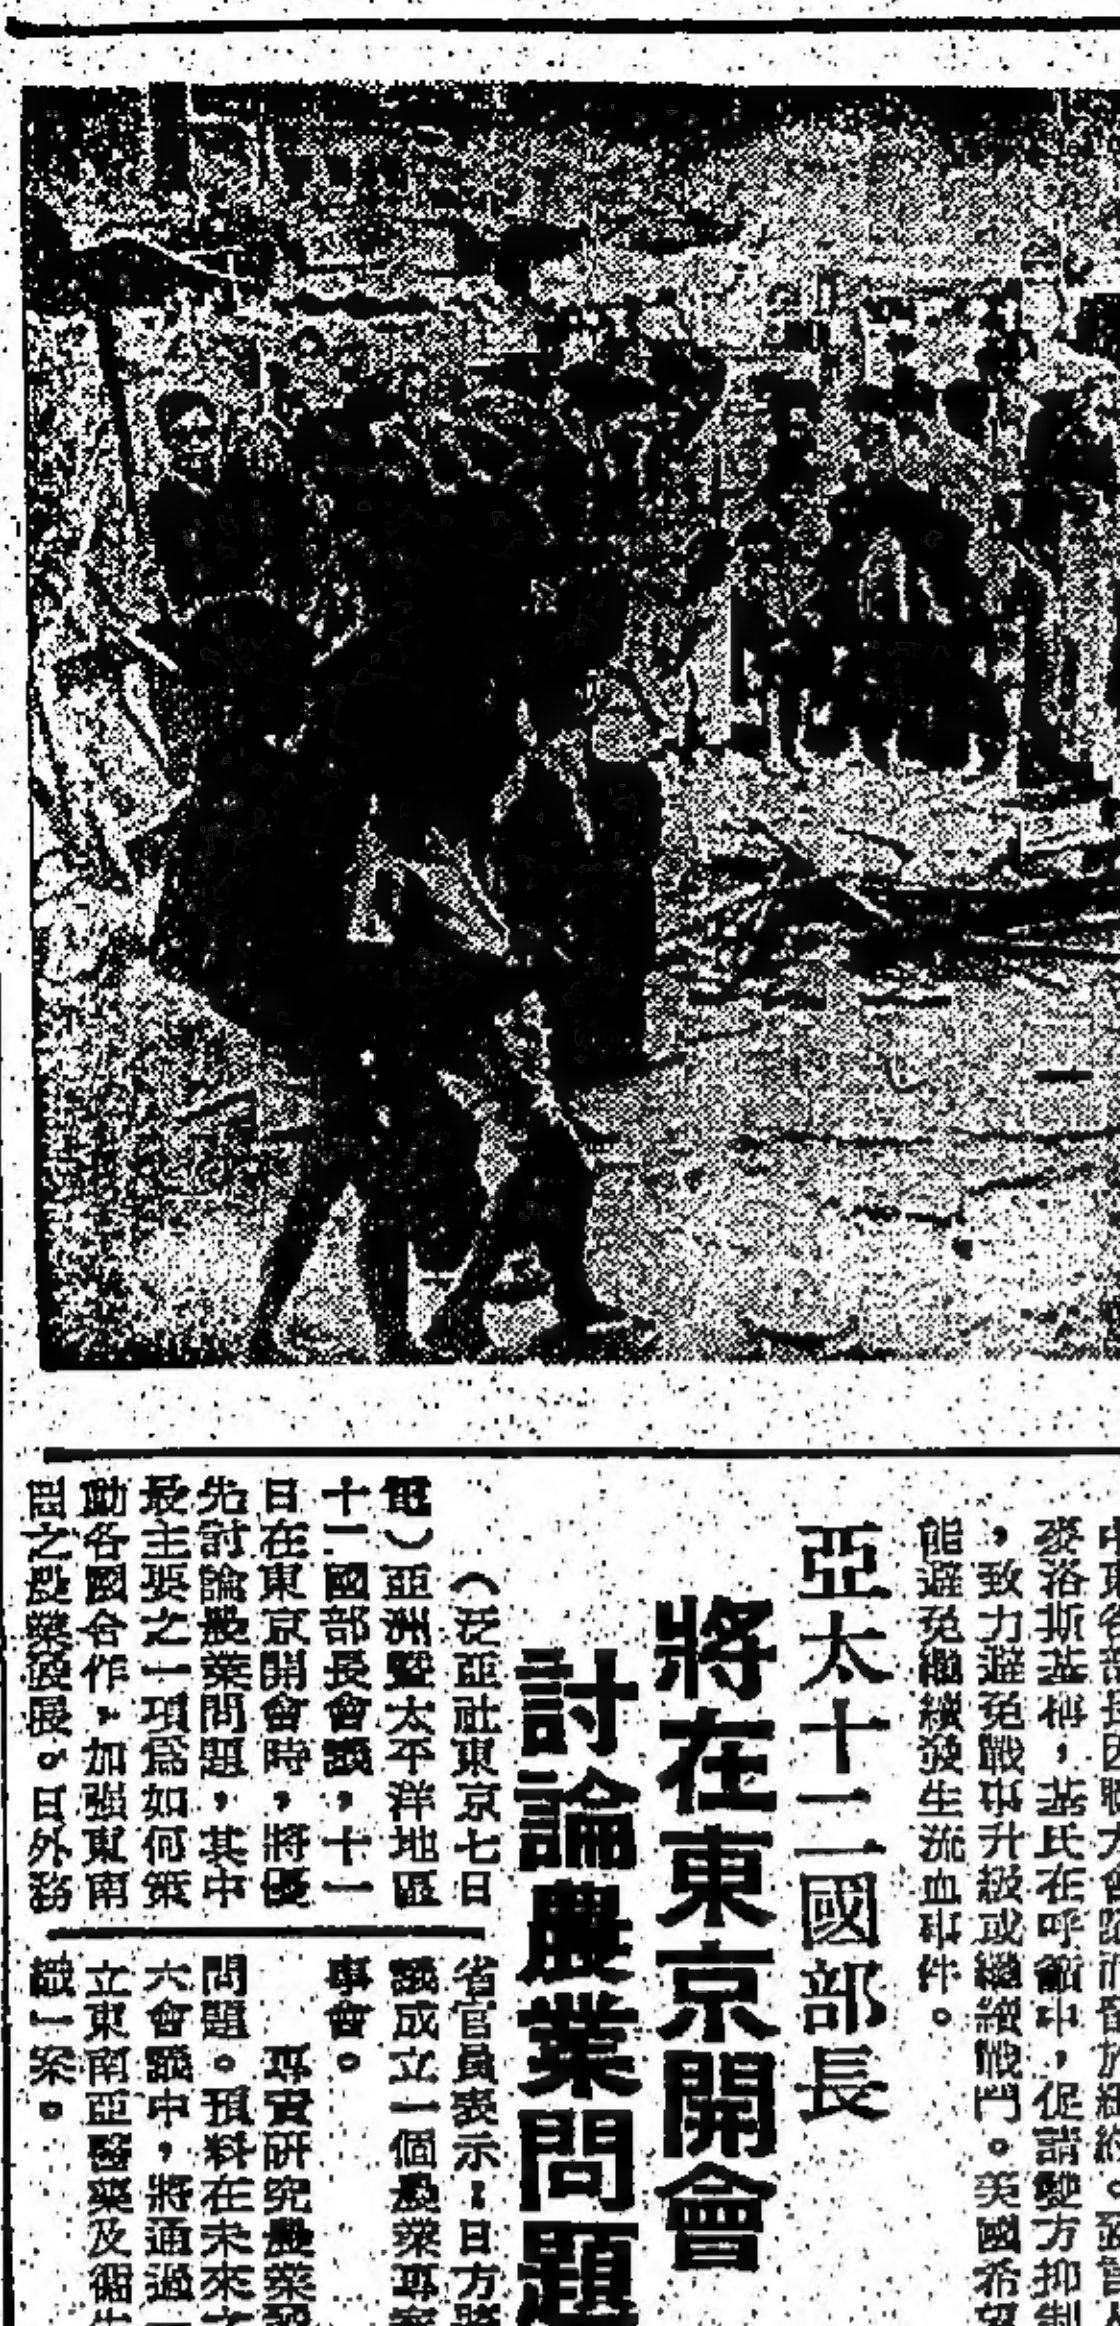 麥洛斯基稱，基氏在呼籲中，促請雙方抑制
，致力避免戰事升級或繼續戰鬥。美國希望
能避免繼續發生流血事件。
亞太十二國部長
將在東京開會
討論農業問題
（泛亞社東京七日
電）亞洲暨太平洋地區
十二國部長會議，十一
日在東京開會時，將優
先討論農業問題，其中
最主要之一項為如何策
動各國合作，加強東南
之農業發展。日外務
省官員表示：日方將
議成立一個農業專案
事會。
專責研究農業發
問題。預料在未來之
六會議中，將通過一
立東南亞醫藥及衞生
織一案。